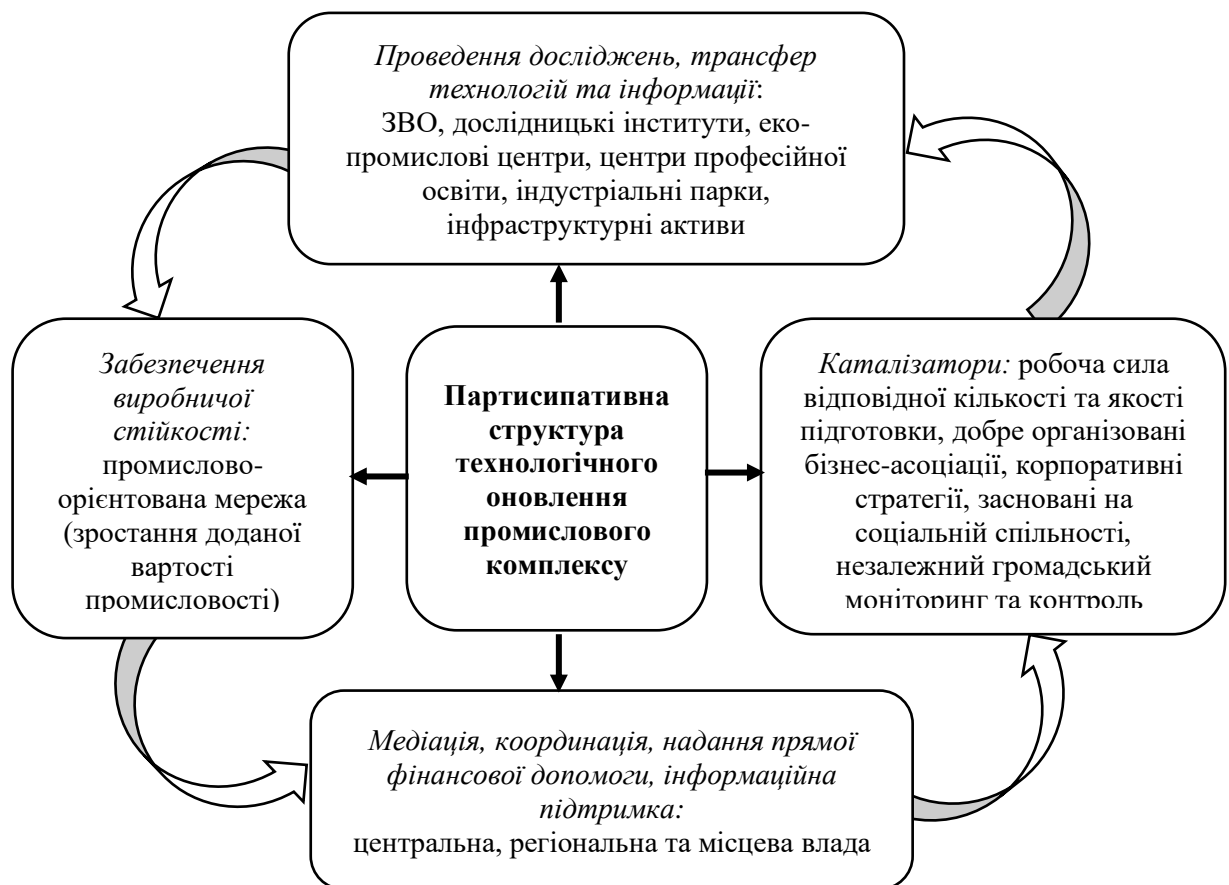 Проведення досліджень, трансфер
технологій та інформації:
ЗВО, дослідницькі інститути, еко-
промислові центри, центри професійної
освіти, індустріальні парки,
інфраструктурні активи
Забезпечення
виробничої
стійкості:
промислово-
орієнтована мережа
(зростання доданої
вартості
промисловості)
Партисипативна
структура
технологічного
оновлення
промислового
комплексу
Каталізатори: робоча сила
відповідної кількості та якості
підготовки, добре організовані
бізнес-асоціації, корпоративні
стратегії, засновані на
соціальній спільності,
незалежний громадський
моніторинг та контроль
Медіація, координація, надання прямої
фінансової допомоги, інформаційна
підтримка:
центральна, регіональна та місцева влада